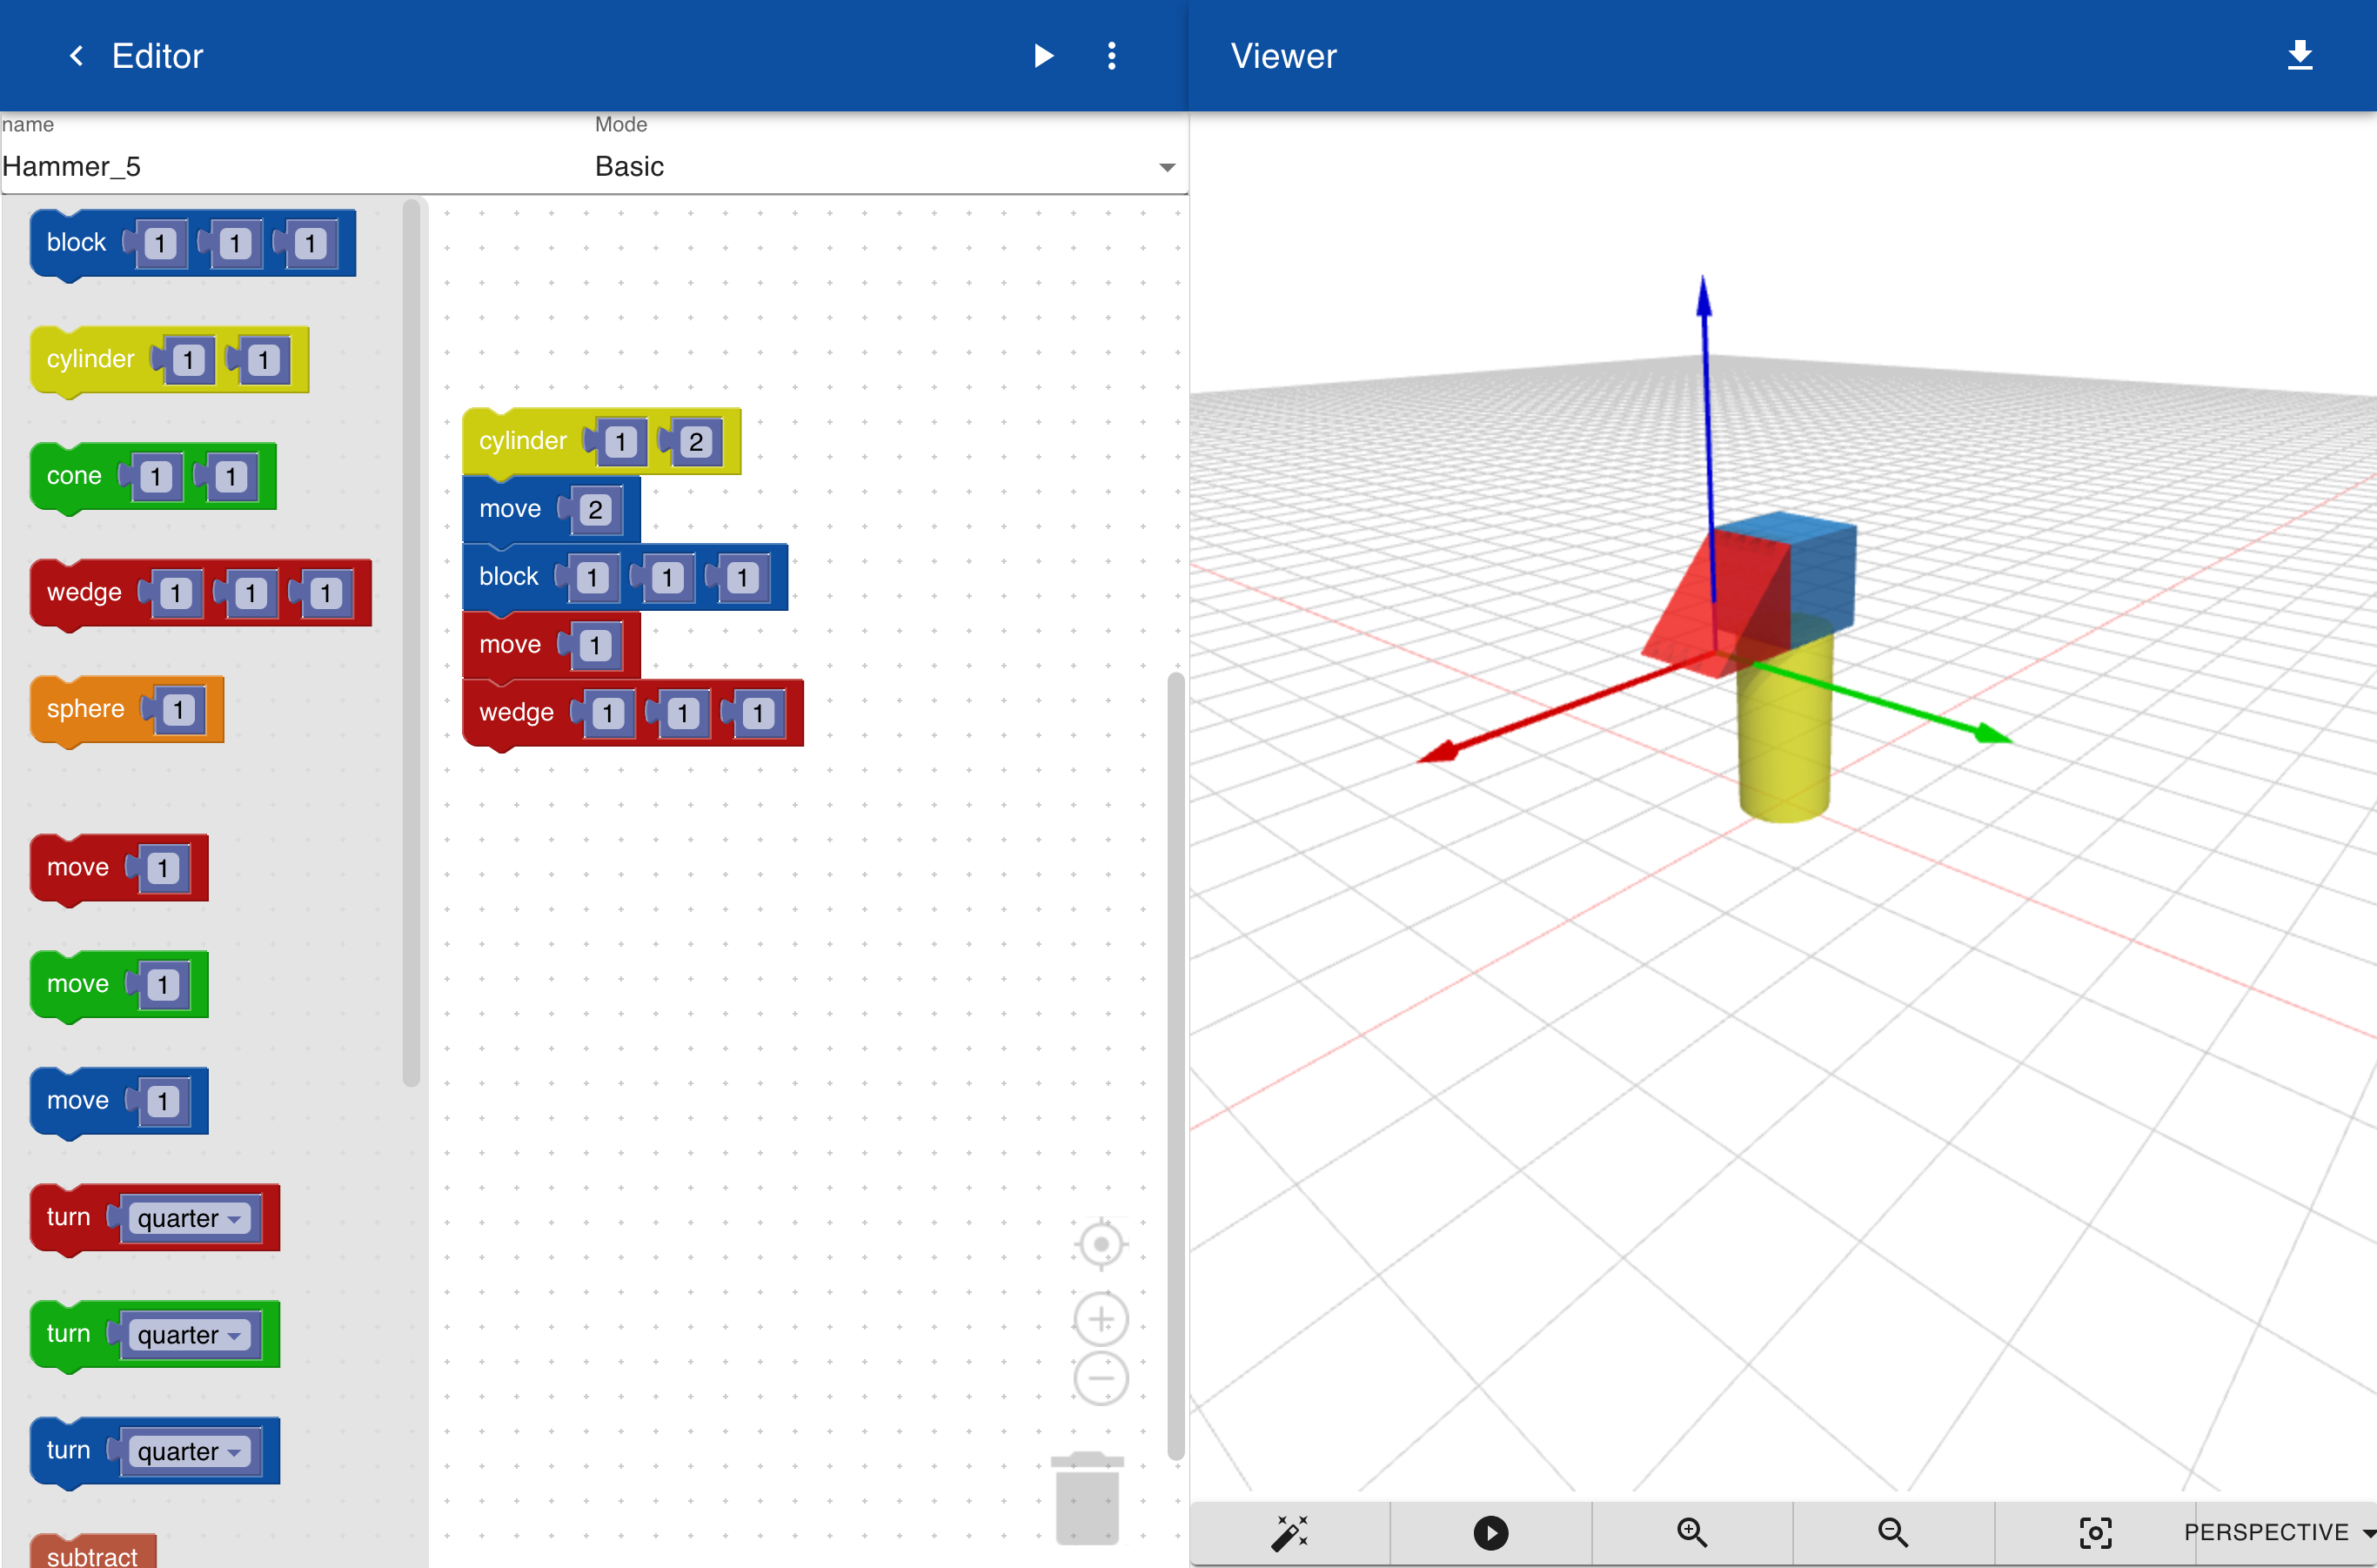 Editor
Viewer
name
Mode
Hammer_5
Basic
block 1 1 1
cylinder 1 1
cone 1 1
wedge 1 1 1
sphere 1
move 1
move 1
move 1
turn quarter
turn quarter
turn quarter
subtract
cylinder 1 2
move 2
block 1 1 1
move 1
wedge 1 1 1
PERSPECTIVE